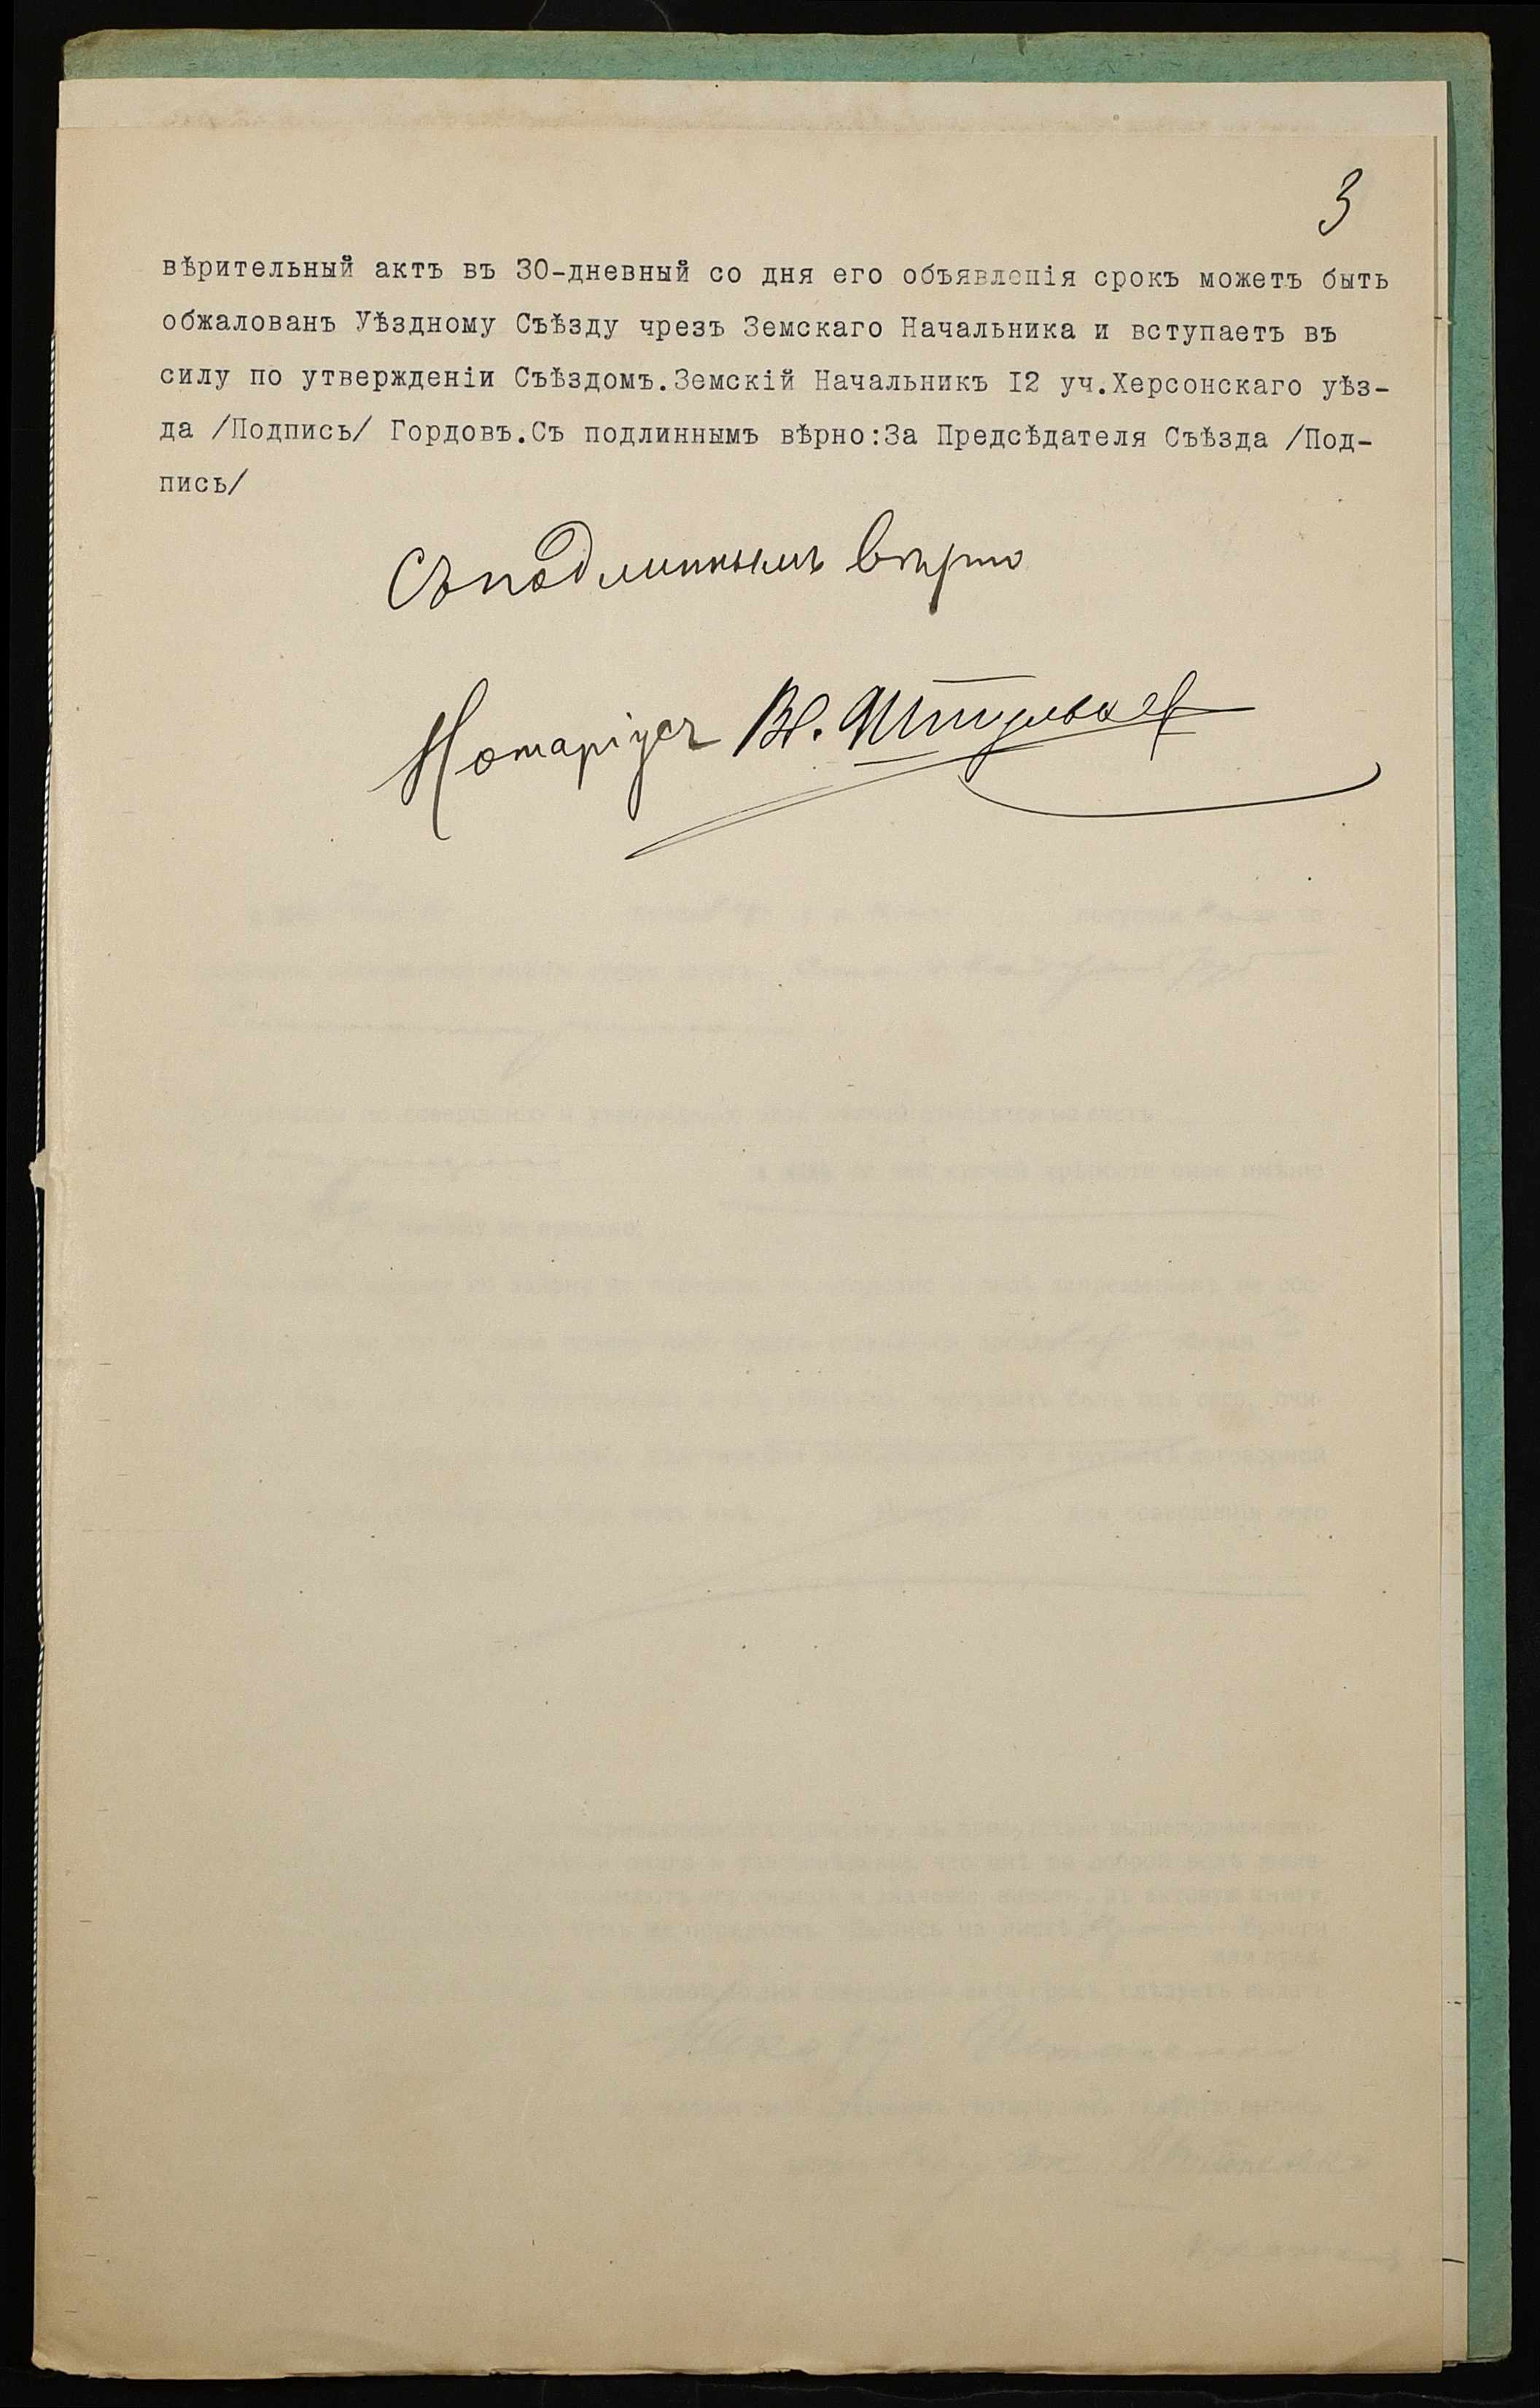 3
вѣрительный актъ въ 30-дневный со дня его объявленія срокъ можетъ быть
обжалованъ Уѣздному Съѣзду чрезъ Земскаго Начальника и вступаетъ въ
силу по утвержденіи Съѣздомъ.Земскій Начальникъ I2 уч.Херсонскаго уѣз-
да /Подпись/ Гордовъ.Съ подлиннымъ вѣрно:За Предсѣдателя Съѣзда /Под-
пись/
Съ подлиннымъ вѣрно
Нотаріусъ Вл.